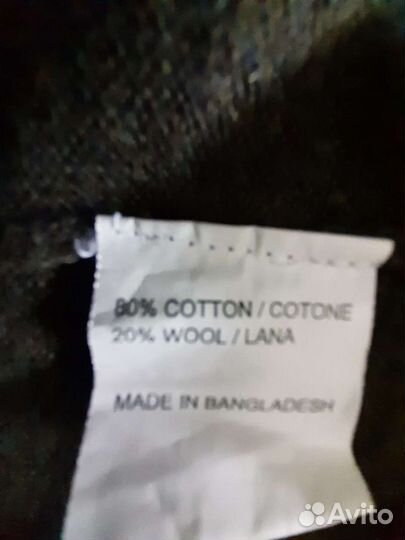 80% COTTON / COTONE
20% WOOL / LANA
MADE IN BANGLADESH
Avito